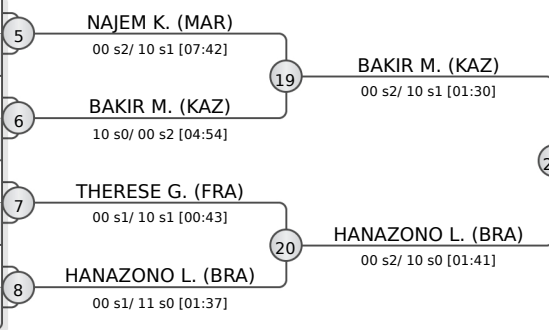 NAJEM K. (MAR)
5
00 s2/ 10 s1 [07:42]
19
BAKIR M. (KAZ)
00 s2/ 10 s1 [01:30]
BAKIR M. (KAZ)
6
10 s0/ 00 s2 [04:54]
THERESE G. (FRA)
7
00 s1/ 10 s1 [00:43]
20
HANAZONO L. (BRA)
00 s2/ 10 s0 [01:41]
HANAZONO L. (BRA)
8
00 s1/ 11 s0 [01:37]